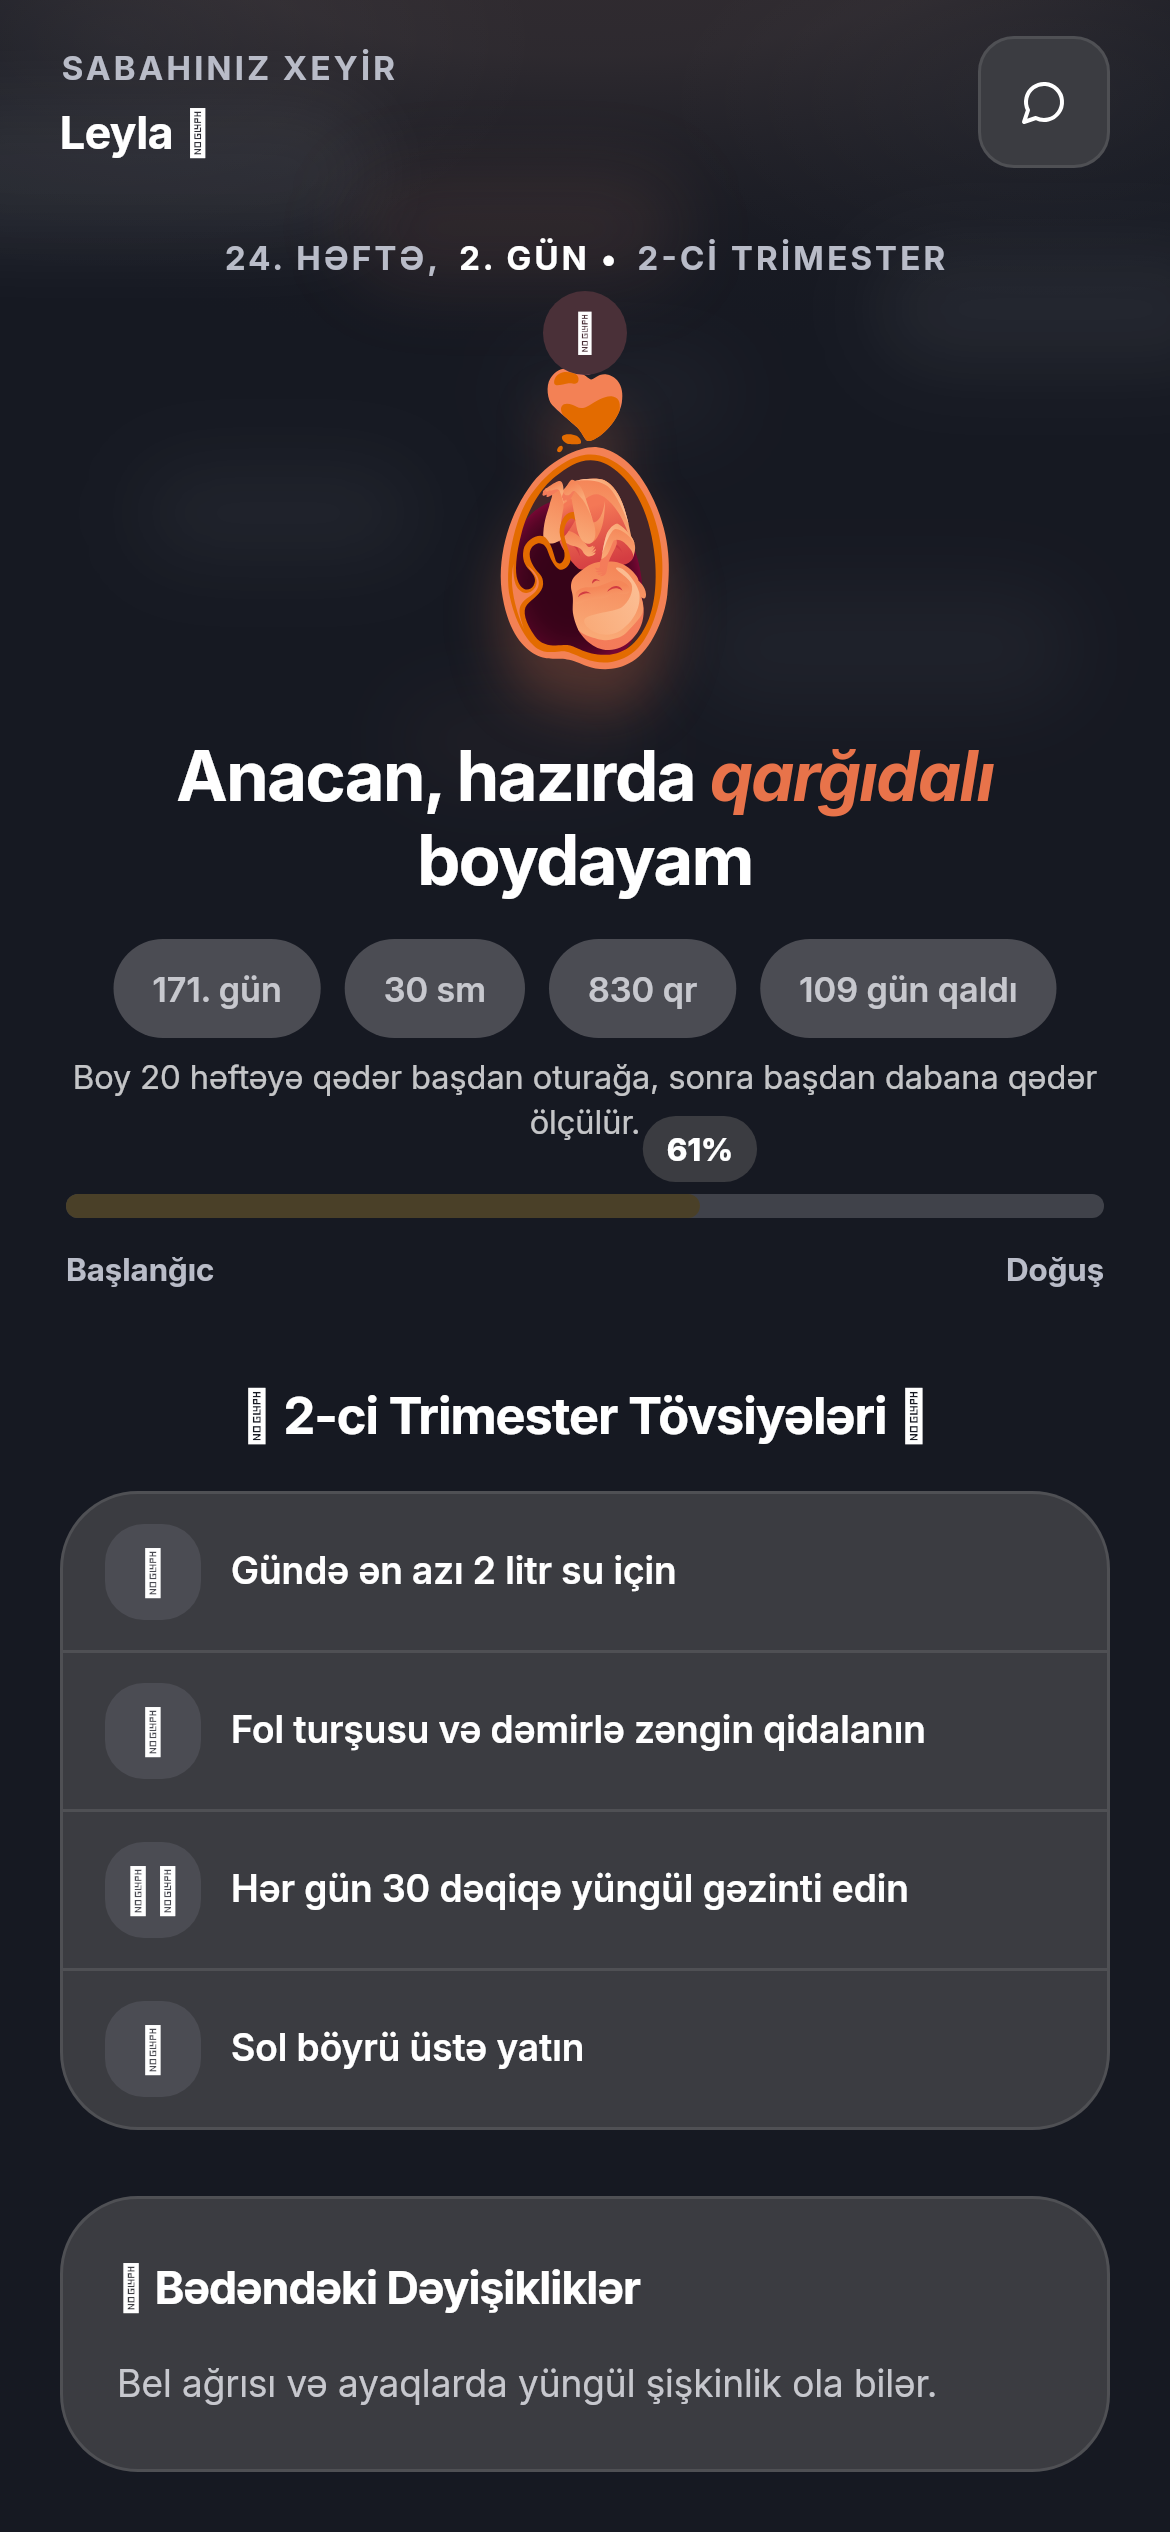 SABAHINIZ XEYİR
Leyla
24. HƏFTƏ, 2. GÜN • 2-Cİ TRİMESTER
Anacan, hazırda qarğıdalı
boydayam
171. gün
30 sm
830 qr
109 gün qaldı
Boy 20 həftəyə qədər başdan oturağa, sonra başdan dabana qədər
ölçülür.
61%
Başlanğıc
Doğuş
2-ci Trimester Tövsiyələri
Gündə ən azı 2 litr su için
Fol turşusu və dəmirlə zəngin qidalanın
Hər gün 30 dəqiqə yüngül gəzinti edin
Sol böyrü üstə yatın
Bədəndəki Dəyişikliklər
Bel ağrısı və ayaqlarda yüngül şişkinlik ola bilər.